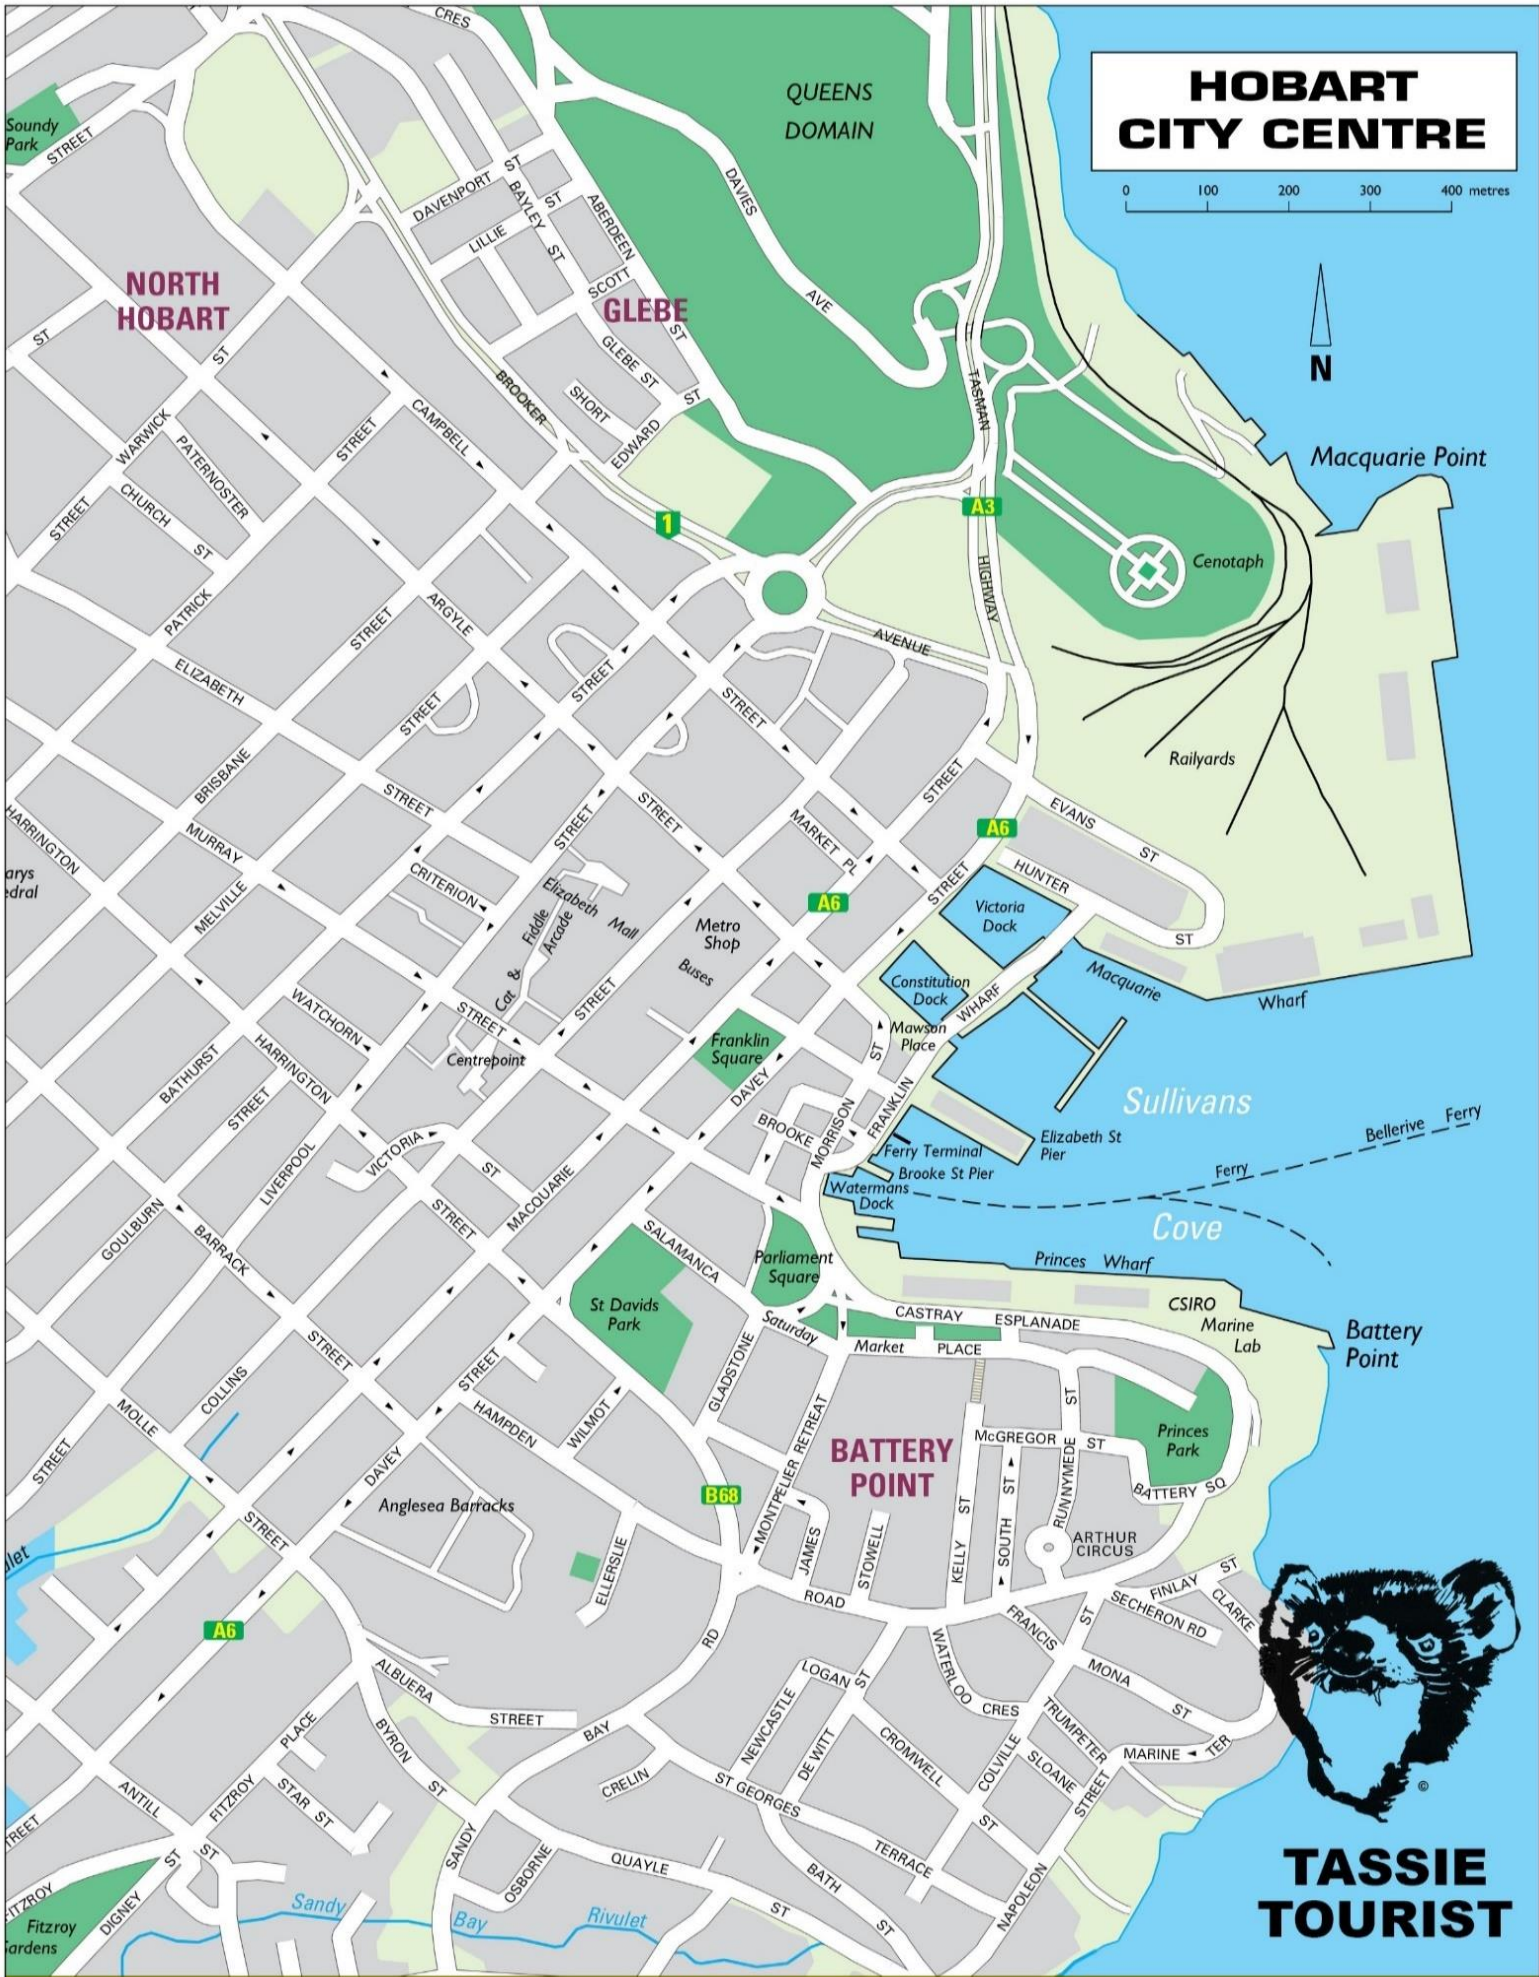 HOBART
CITY CENTRE
0 100 200 300 400 metres
N
CRES
QUEENS
DOMAIN
Soundy
Park
STREET
DAVENPORT ST
BAYLEY ST
LILLIE ST
ABERDEEN
SCOTT
ST
DAVIES
AVE
NORTH
HOBART
GLEBE
ST
ST
GLEBE ST
SHORT
EDWARD ST
BROOKER
TASMAN
CAMPBELL
WARWICK
PATERNOSTER
STREET
CHURCH
ST
STREET
1
A3
HIGHWAY
Macquarie Point
Cenotaph
PATRICK
ARGYLE
STREET
AVENUE
ELIZABETH
STREET
STREET
STREET
Railyards
BRISBANE
STREET
STREET
STREET
STREET
HARRINGTON
MURRAY
MARKET PL
EVANS
ST
A6
arys
edral
MELVILLE
CRITERION
Elizabeth
Mall
Cat & Fiddle
Arcade
Metro
Shop
Buses
A6
STREET
HUNTER
ST
Victoria
Dock
Constitution
Dock
Macquarie
Wharf
WATCHORN
STREET
STREET
Mawson
Place
WHARF
Franklin
Square
Centrepoint
BATHURST
HARRINGTON
STREET
DAVEY
ST
BROOKE
MORRISON
FRANKLIN
Sullivans
Elizabeth St
Pier
Ferry Terminal
Brooke St Pier
Watermans
Dock
Ferry
Bellerive Ferry
Cove
VICTORIA
ST
LIVERPOOL
MACQUARIE
STREET
GOULBURN
BARRACK
SALAMANCA
Parliament
Square
St Davids
Park
Princes Wharf
CASTRAY ESPLANADE
CSIRO
Marine
Lab
Battery
Point
Saturday
Market
PLACE
STREET
STREET
COLLINS
MOLLE
STREET
HAMPDEN
WILMOT
GLADSTONE
MONTPELIER RETREAT
BATTERY
POINT
McGREGOR ST
RUNNYMEDE
ST
Princes
Park
BATTERY SQ
DAVEY
Anglesea Barracks
B68
STREET
ELLERSLIE
JAMES
STOWELL
KELLY ST
SOUTH ST
ARTHUR
CIRCUS
ROAD
FINLAY ST
CLARKE
SECHERON RD
ST
FRANCIS
A6
RD
ALBUERA
STREET
BAY
LOGAN
ST
WATERLOO
CRES
MONA
ST
NEWCASTLE
DE WITT
CROMWELL
ST
COLVILLE
TRUMPETER
SLOANE
STREET
MARINE TER
BYRON
ST
PLACE
FITZROY
STAR ST
ANTILL
ST
CRELIN
ST GEORGES
TERRACE
SANDY
OSBORNE
QUAYLE
ST
BATH
ST
NAPOLEON
TREET
ST
DIGNEY
Fitzroy
Sandy
Bay
Rivulet
©
TASSIE
TOURIST